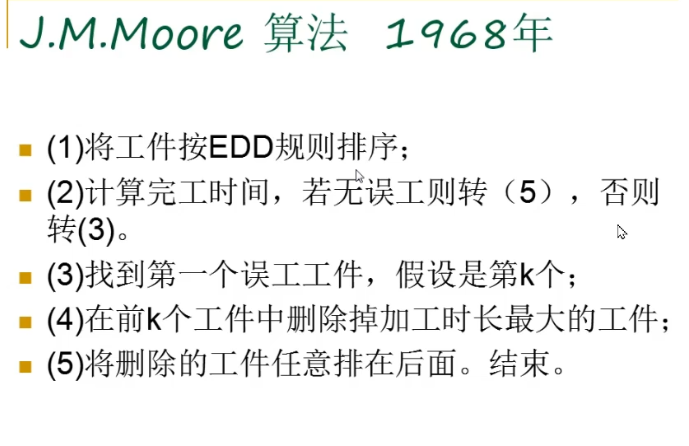 J.M.Moore 算法 1968年
(1)将工件按EDD规则排序；
(2)计算完工时间，若无误工则转（5），否则
转(3)。
(3)找到第一个误工工件，假设是第k个；
(4)在前k个工件中删除掉加工时长最大的工件；
(5)将删除的工件任意排在后面。结束。